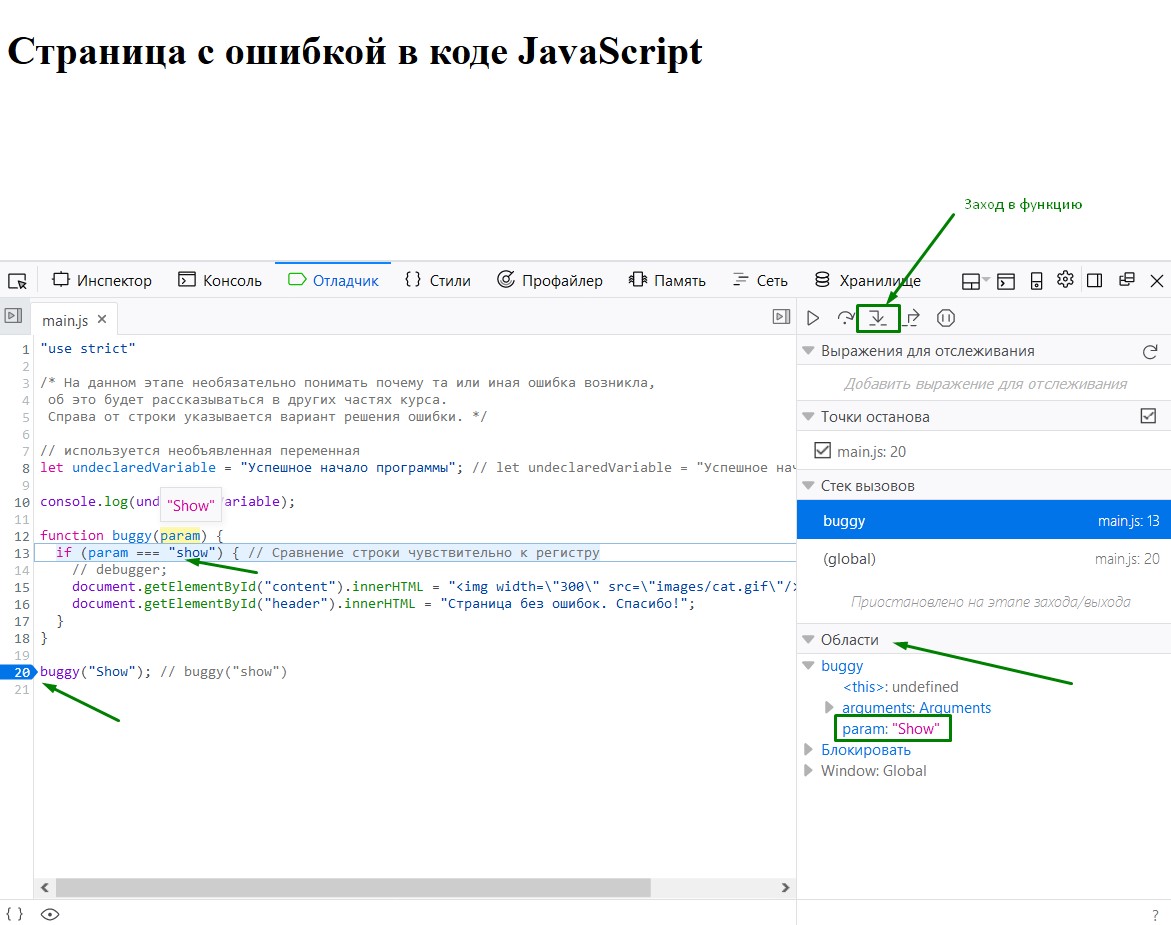 Страница с ошибкой в коде JavaScript
Заход в функцию
Инспектор Консоль Отладчик Стили Профайлер Память Сеть Хранилище
main.js
1 "use strict"
2
3 /* На данном этапе необязательно понимать почему та или иная ошибка возникла,
4 об это будет рассказываться в других частях курса.
5 Справа от строки указывается вариант решения ошибки. */
6
7 // используется необъявленная переменная
8 let undeclaredVariable = "Успешное начало программы"; // let undeclaredVariable = "Успешное нач
9
10 console.log(und "Show" ariable);
11
12 function buggy(param) {
13 if (param === "show") { // Сравнение строки чувствительно к регистру
14 // debugger;
15 document.getElementById("content").innerHTML = "<img width=\"300\" src=\"images/cat.gif\"/>
16 document.getElementById("header").innerHTML = "Страница без ошибок. Спасибо!";
17 }
18 }
19
20 buggy("Show"); // buggy("show")
21
Выражения для отслеживания
Добавить выражение для отслеживания
Точки останова
main.js: 20
Стек вызовов
buggy main.js: 13
(global) main.js: 20
Приостановлено на этапе захода/выхода
Области
buggy
<this>: undefined
arguments: Arguments
param: "Show"
Блокировать
Window: Global
{ } ?